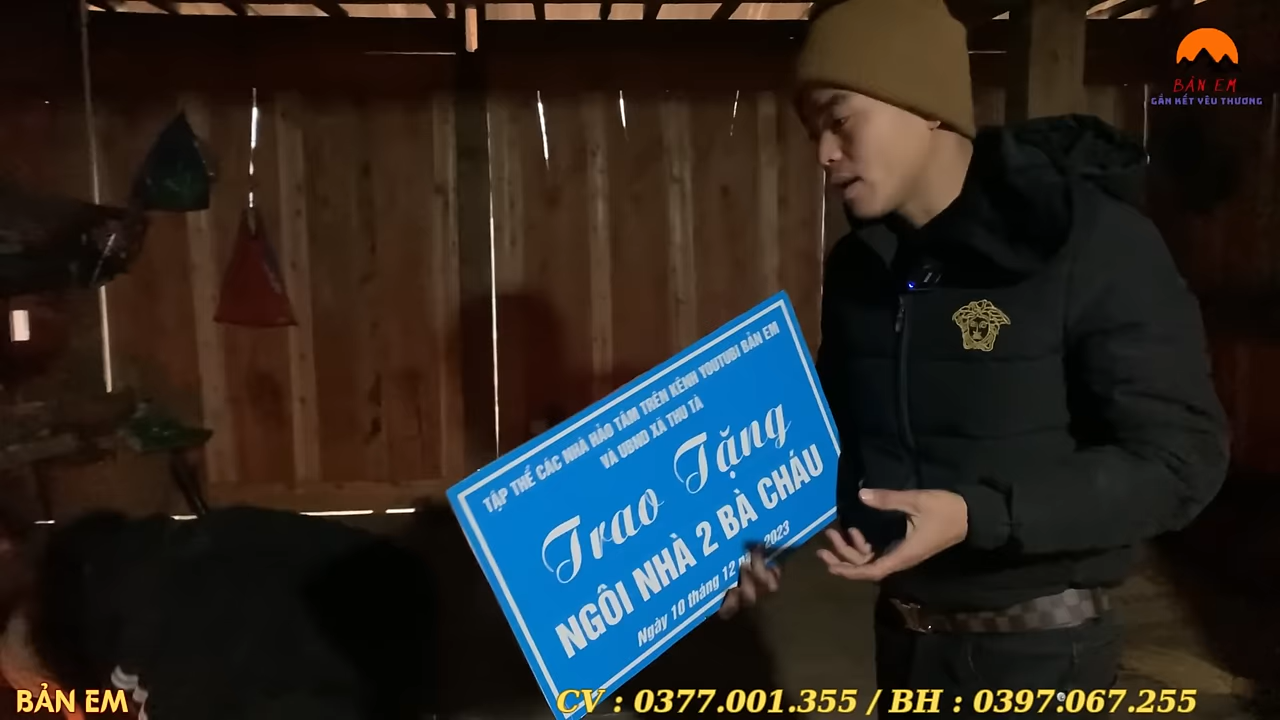 BẢN EM
GẮN KẾT YÊU THƯƠNG
TẬP THỂ CÁC NHÀ HẢO TÂM TRÊN KÊNH YOUTUBI BẢN EM
VÀ UBND XÃ THU TÀ
Trao Tặng
NGÔI NHÀ 2 BÀ CHÁU
Ngày 10 tháng 12 2023
BẢN EM
CV : 0377.001.355 / BH : 0397.067.255